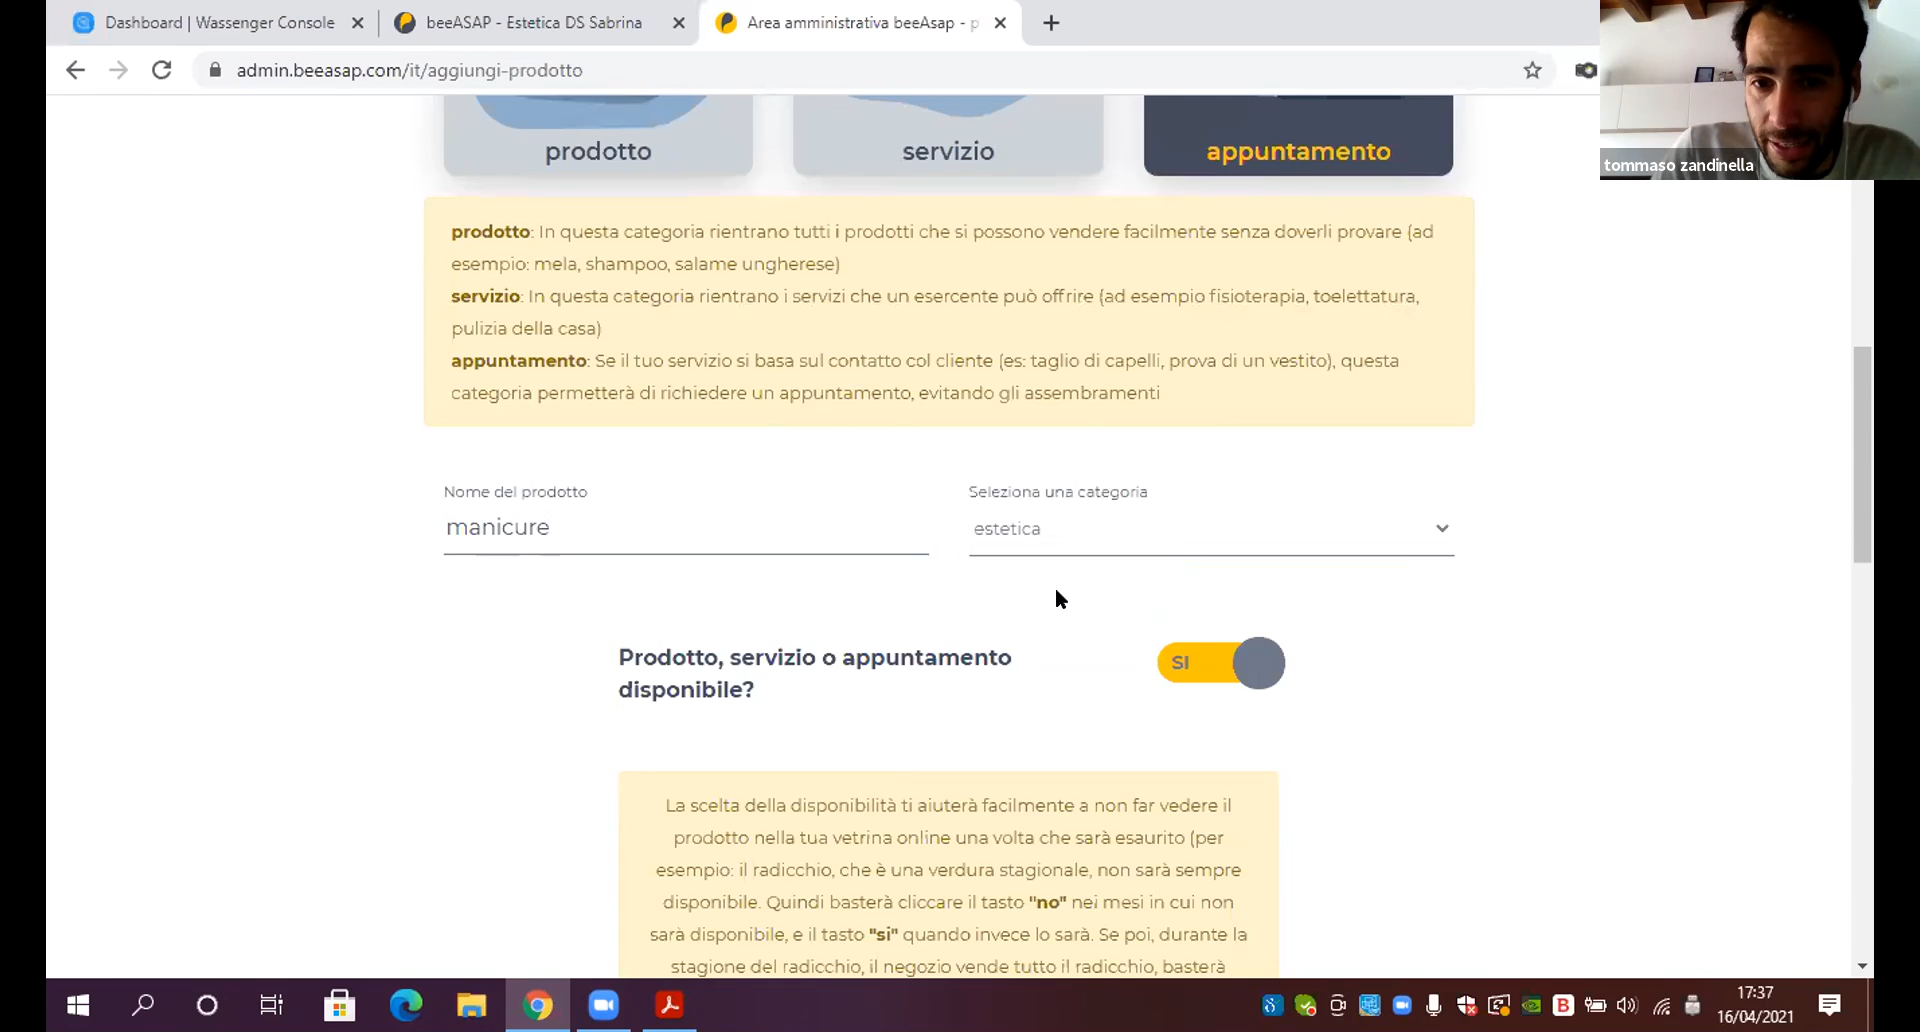 Dashboard | Wassenger Console
beeASAP - Estetica DS Sabrina
Area amministrativa beeAsap - p
admin.beeasap.com/it/aggiungi-prodotto
tommaso zandinella
prodotto
servizio
appuntamento
prodotto: In questa categoria rientrano tutti i prodotti che si possono vendere facilmente senza doverli provare (ad
esempio: mela, shampoo, salame ungherese)
servizio: In questa categoria rientrano i servizi che un esercente può offrire (ad esempio fisioterapia, toelettatura,
pulizia della casa)
appuntamento: Se il tuo servizio si basa sul contatto col cliente (es: taglio di capelli, prova di un vestito), questa
categoria permetterà di richiedere un appuntamento, evitando gli assembramenti
Nome del prodotto
Seleziona una categoria
manicure
estetica
Prodotto, servizio o appuntamento
disponibile?
SI
La scelta della disponibilità ti aiuterà facilmente a non far vedere il
prodotto nella tua vetrina online una volta che sarà esaurito (per
esempio: il radicchio, che è una verdura stagionale, non sarà sempre
disponibile. Quindi basterà cliccare il tasto "no" nei mesi in cui non
sarà disponibile, e il tasto "si" quando invece lo sarà. Se poi, durante la
stagione del radicchio, il negozio vende tutto il radicchio, basterà
17:37
16/04/2021